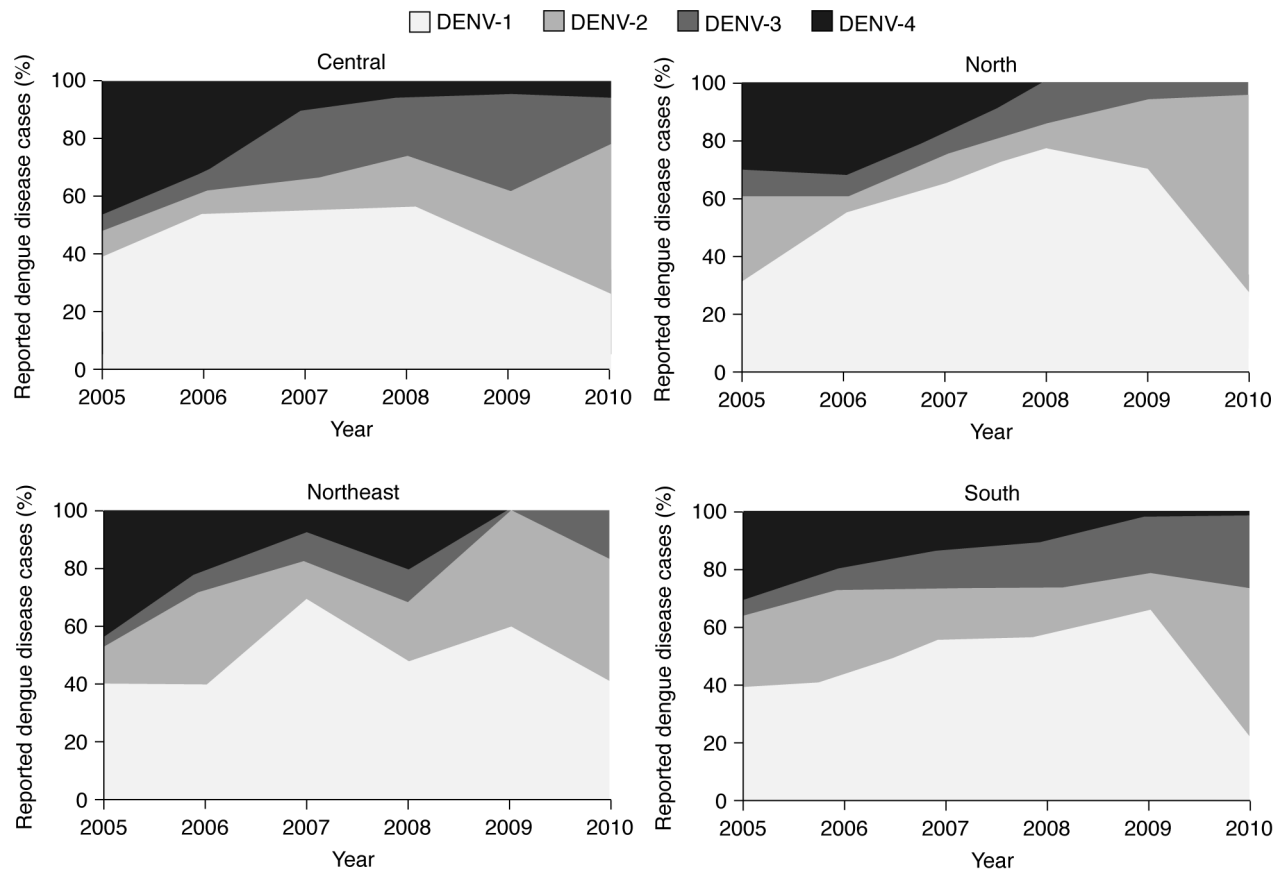 DENV-1 DENV-2 DENV-3 DENV-4
Central
Reported dengue disease cases (%)
100
80
60
40
20
0
2005 2006 2007 2008 2009 2010
Year
North
Reported dengue disease cases (%)
100
80
60
40
20
0
2005 2006 2007 2008 2009 2010
Year
Northeast
Reported dengue disease cases (%)
100
80
60
40
20
0
2005 2006 2007 2008 2009 2010
Year
South
Reported dengue disease cases (%)
100
80
60
40
20
0
2005 2006 2007 2008 2009 2010
Year